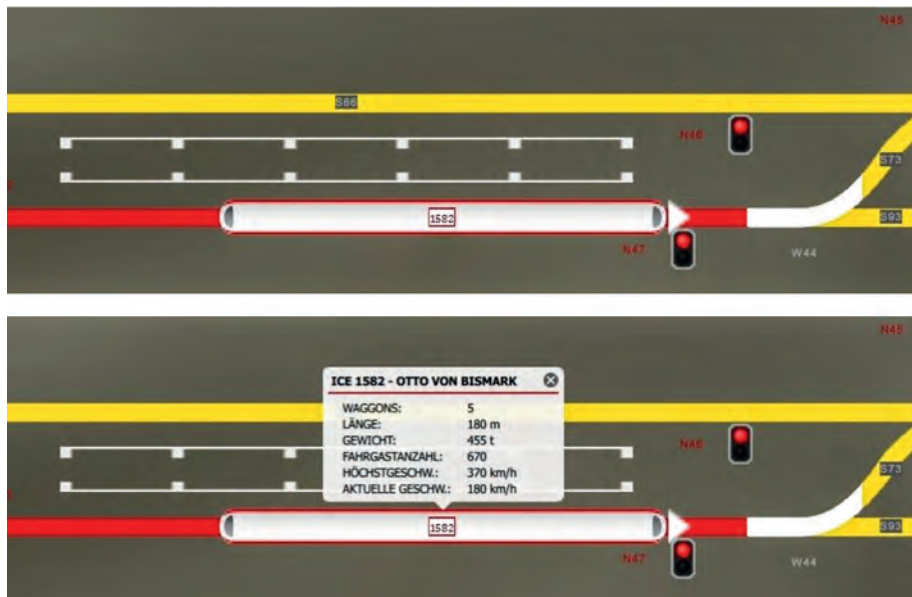 N45
S86
N46
S73
1582
S93
N47
W44
N45
ICE 1582 - OTTO VON BISMARK
WAGGONS: 5
LÄNGE: 180 m
GEWICHT: 455 t
FAHRGASTANZAHL: 670
HÖCHSTGESCHW.: 370 km/h
AKTUELLE GESCHW.: 180 km/h
N46
S73
1582
S93
N47
W44